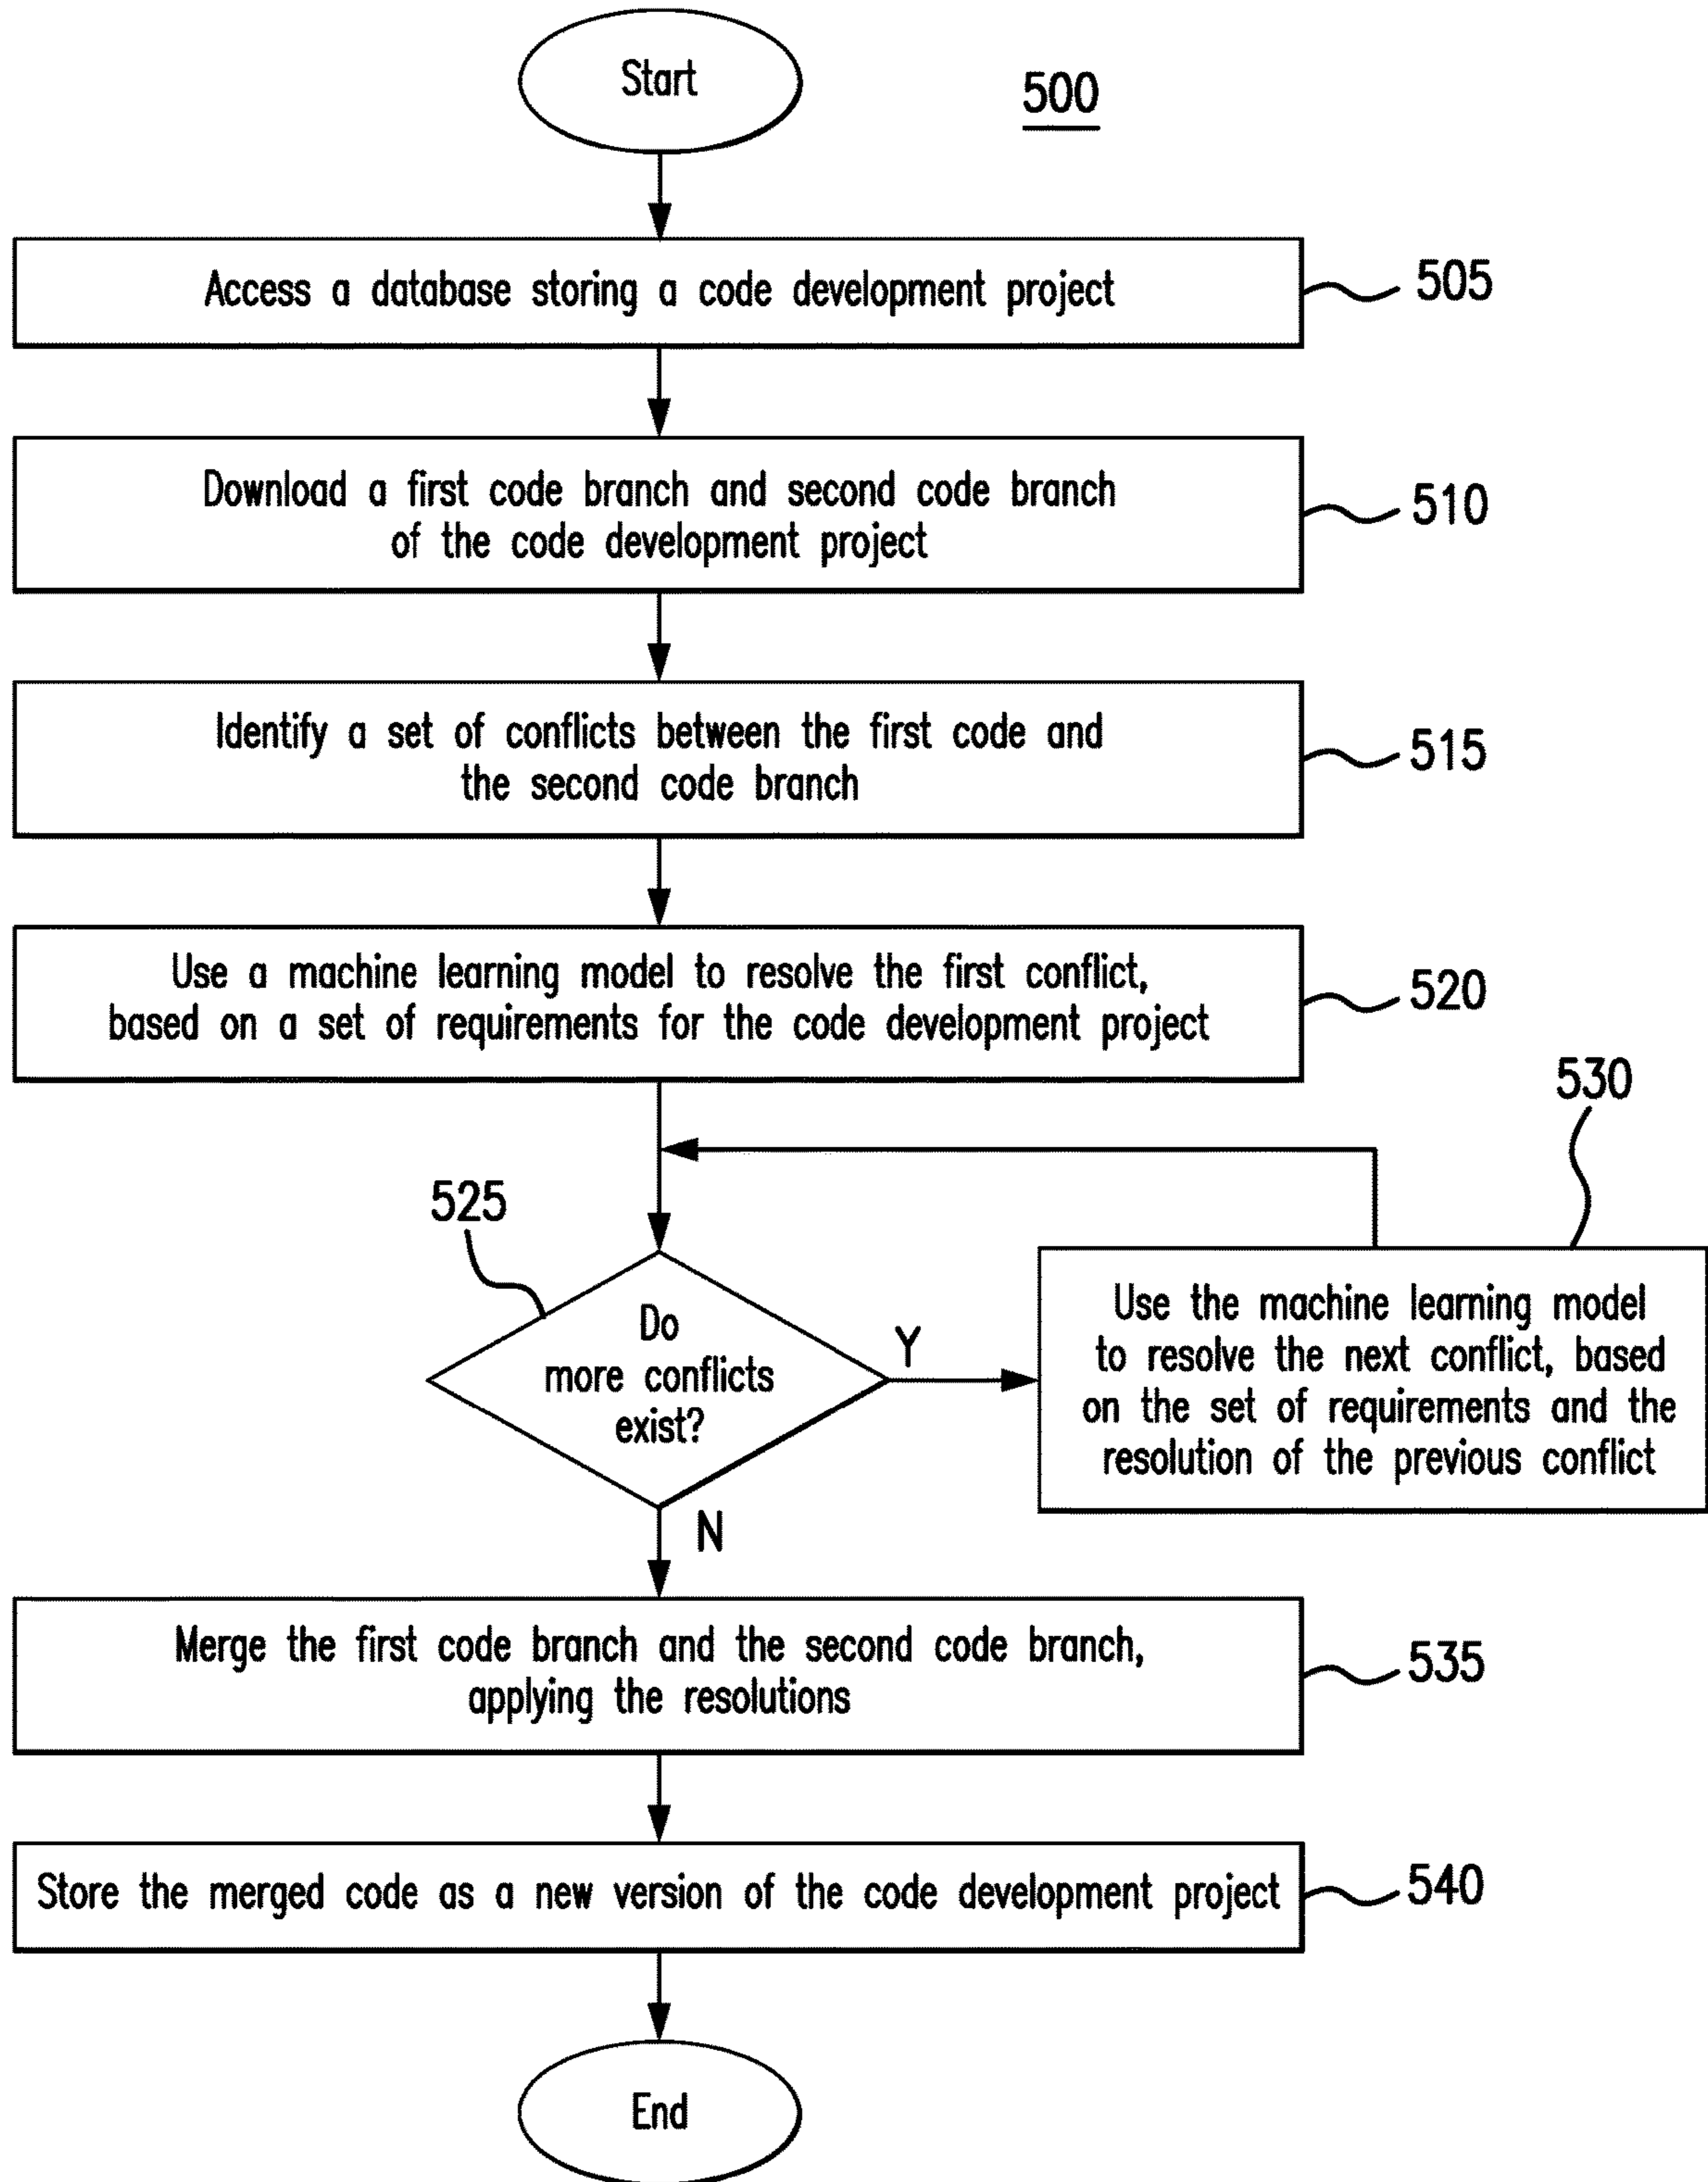 Start
500
Access a database storing a code development project
505
Download a first code branch and second code branch
of the code development project
510
Identify a set of conflicts between the first code and
the second code branch
515
Use a machine learning model to resolve the first conflict,
based on a set of requirements for the code development project
520
525
Do
more conflicts
exist?
Y
N
530
Use the machine learning model
to resolve the next conflict, based
on the set of requirements and the
resolution of the previous conflict
Merge the first code branch and the second code branch,
applying the resolutions
535
Store the merged code as a new version of the code development project
540
End